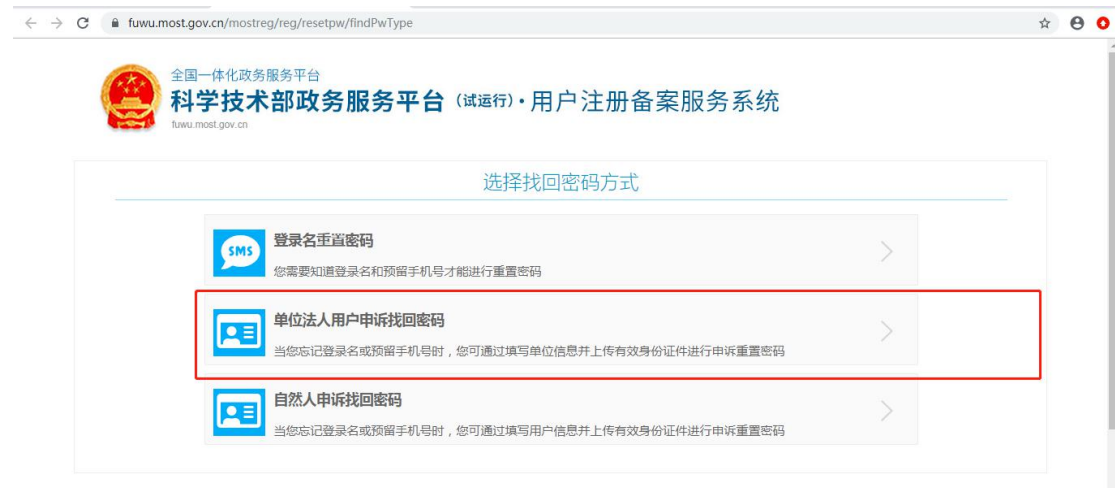 fuwu.most.gov.cn/mostreg/reg/resetpw/findPwType
全国一体化政务服务平台
科学技术部政务服务平台（试运行）·用户注册备案服务系统
fuwu.most.gov.cn
选择找回密码方式
SMS
登录名重置密码
您需要知道登录名和预留手机号才能进行重置密码
单位法人用户申诉找回密码
当您忘记登录名或预留手机号时，您可通过填写单位信息并上传有效身份证件进行申诉重置密码
自然人申诉找回密码
当您忘记登录名或预留手机号时，您可通过填写用户信息并上传有效身份证件进行申诉重置密码